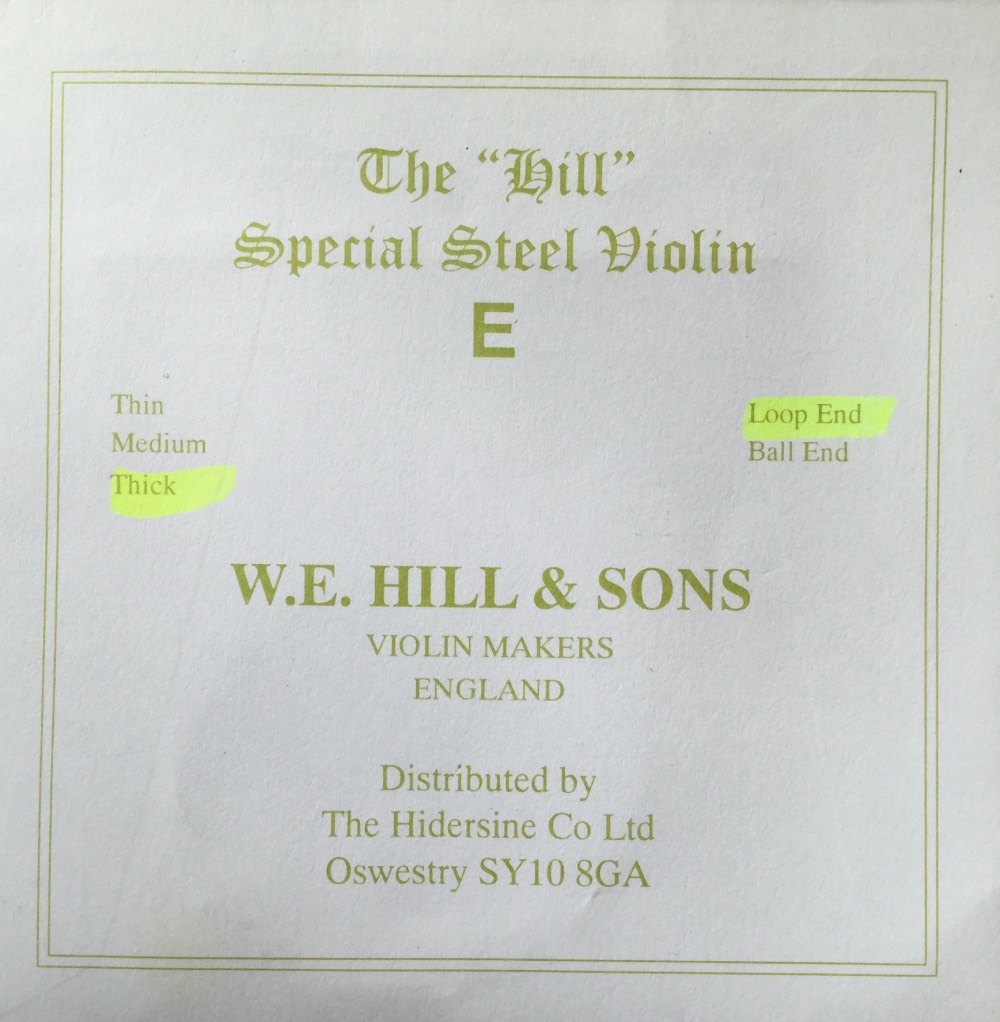 The “Hill”
Special Steel Violin
E
Thin
Medium
Thick
Loop End
Ball End
W.E. HILL & SONS
VIOLIN MAKERS
ENGLAND
Distributed by
The Hidersine Co Ltd
Oswestry SY10 8GA